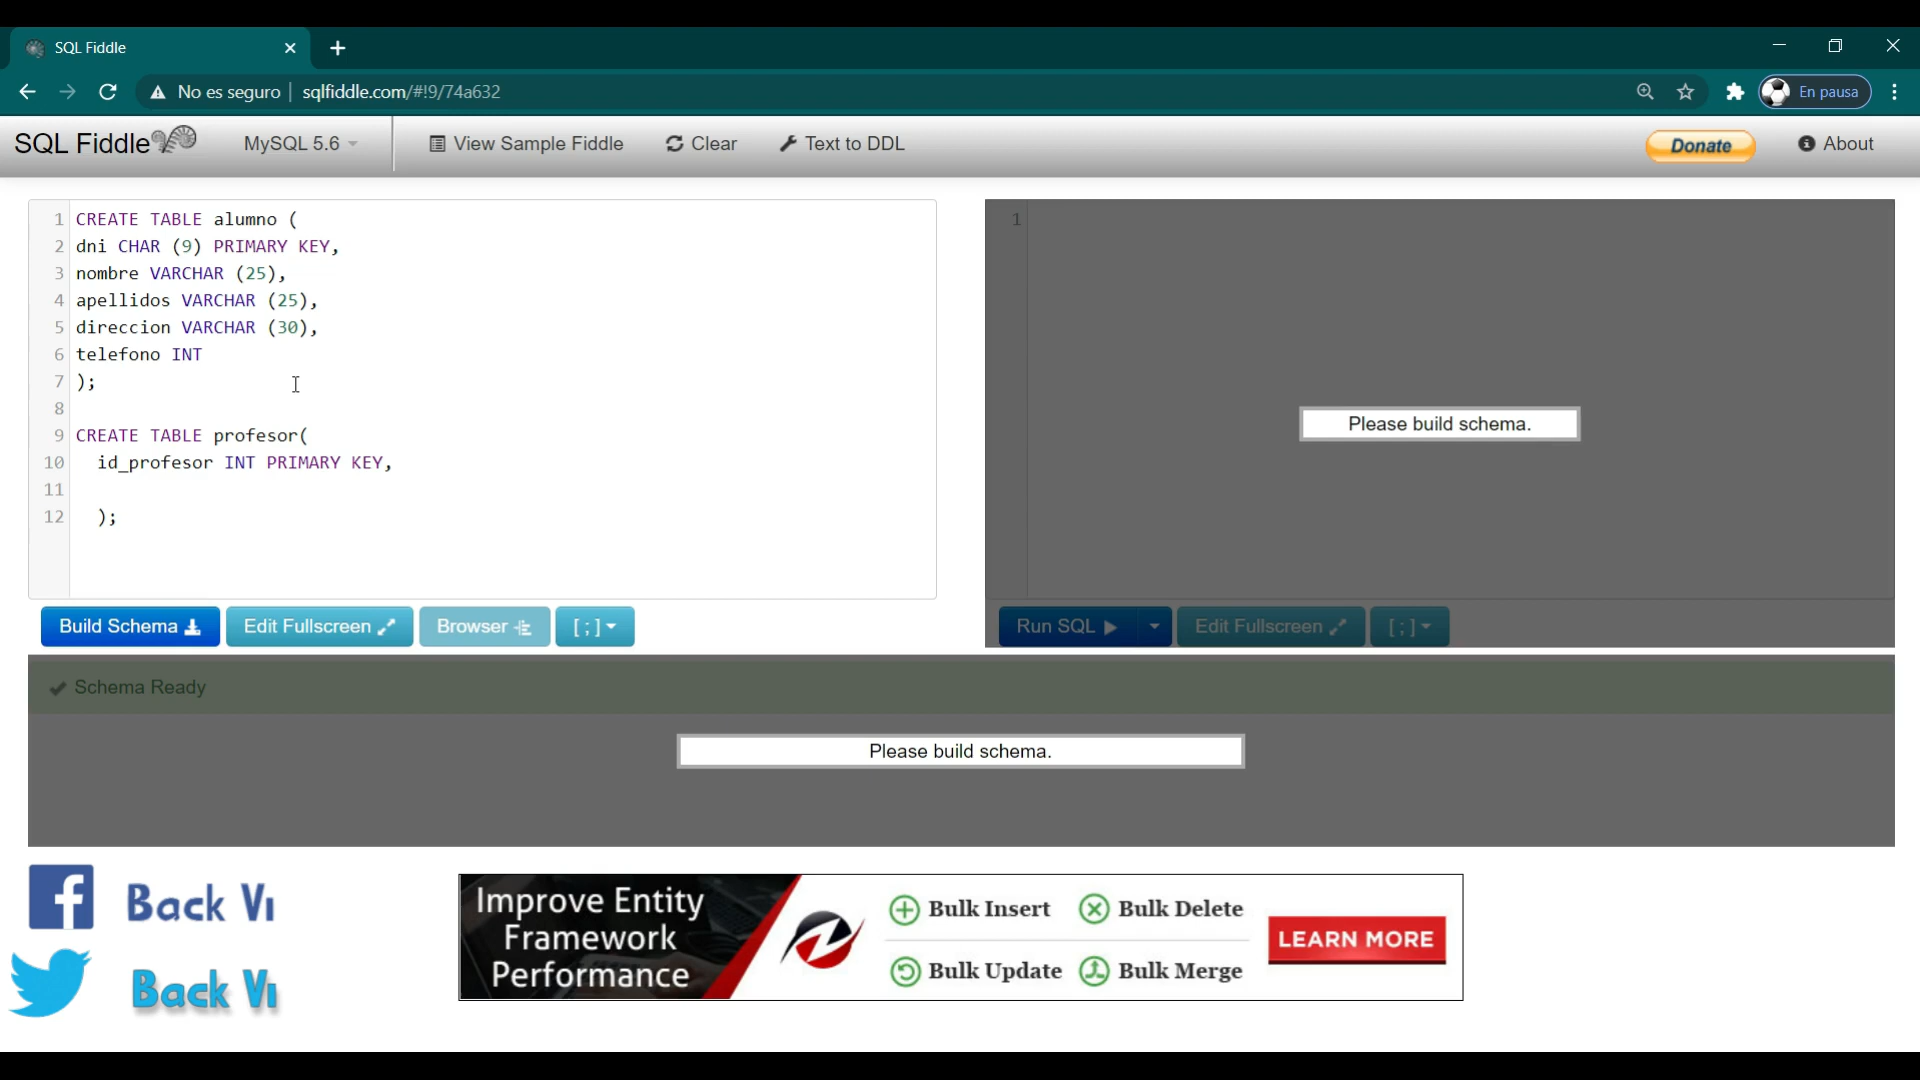 SQL Fiddle
No es seguro | sqlfiddle.com/#!9/74a632
En pausa
SQL Fiddle MySQL 5.6 View Sample Fiddle Clear Text to DDL Donate About
1 CREATE TABLE alumno (
2 dni CHAR (9) PRIMARY KEY,
3 nombre VARCHAR (25),
4 apellidos VARCHAR (25),
5 direccion VARCHAR (30),
6 telefono INT
7 );
8
9 CREATE TABLE profesor(
10 id_profesor INT PRIMARY KEY,
11
12 );
1
Please build schema.
Build Schema Edit Fullscreen Browser [ ; ]
Run SQL Edit Fullscreen [ ; ]
Schema Ready
Please build schema.
Back Vi
Back Vi
Improve Entity
Framework
Performance
Bulk Insert Bulk Delete
Bulk Update Bulk Merge
LEARN MORE